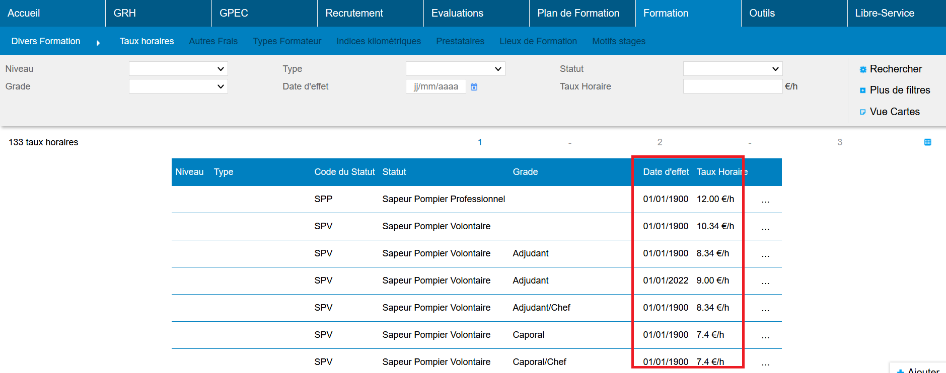 Accueil GRH GPEC Recrutement Evaluations Plan de Formation Formation Outils Libre-Service
Divers Formation Taux horaires Autres Frais Types Formateur Indices kilométriques Prestataires Lieux de Formation Motifs stages
Niveau Type Statut Rechercher
Grade Date d'effet jj/mm/aaaa Taux Horaire €/h Plus de filtres
Vue Cartes
133 taux horaires 1 - 2 - 3
Niveau Type Code du Statut Statut Grade Date d'effet Taux Horaire
SPP Sapeur Pompier Professionnel 01/01/1900 12.00 €/h ...
SPV Sapeur Pompier Volontaire 01/01/1900 10.34 €/h ...
SPV Sapeur Pompier Volontaire Adjudant 01/01/1900 8.34 €/h ...
SPV Sapeur Pompier Volontaire Adjudant 01/01/2022 9.00 €/h ...
SPV Sapeur Pompier Volontaire Adjudant/Chef 01/01/1900 8.34 €/h ...
SPV Sapeur Pompier Volontaire Caporal 01/01/1900 7.4 €/h ...
SPV Sapeur Pompier Volontaire Caporal/Chef 01/01/1900 7.4 €/h ...
Ajouter